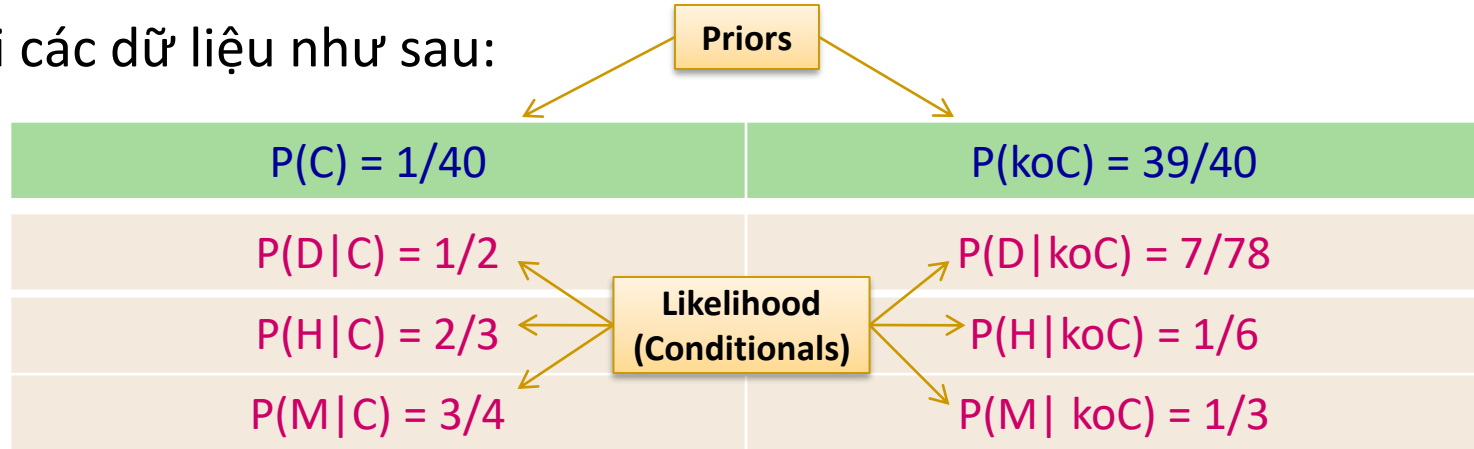 i các dữ liệu như sau:
Priors
P(C) = 1/40
P(koC) = 39/40
P(D|C) = 1/2
P(D|koC) = 7/78
Likelihood
(Conditionals)
P(H|C) = 2/3
P(H|koC) = 1/6
P(M|C) = 3/4
P(M| koC) = 1/3